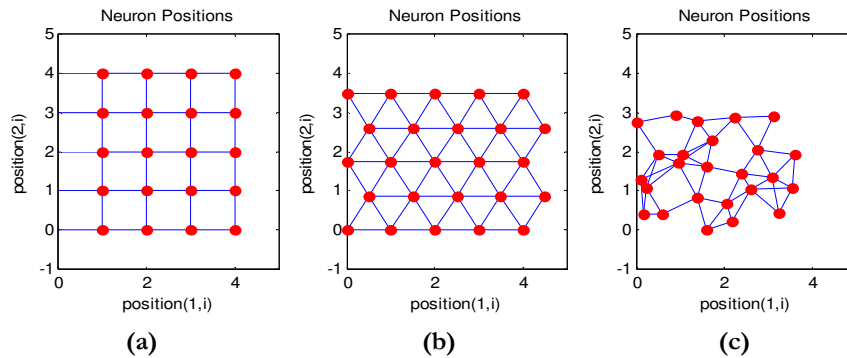 Neuron Positions
5
4
3
2
1
0
-1
0 2 4
position(2,i)
position(1,i)
(a)
Neuron Positions
5
4
3
2
1
0
-1
0 2 4
position(2,i)
position(1,i)
(b)
Neuron Positions
5
4
3
2
1
0
-1
0 2 4
position(2,i)
position(1,i)
(c)